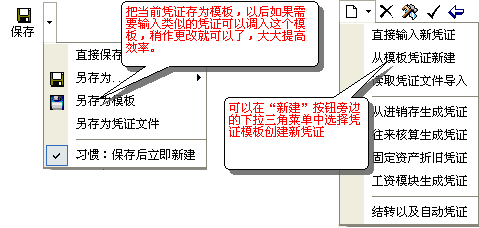 保存
直接保存
另存为.
另存为模板
另存为凭证文件
习惯：保存后立即新建
把当前凭证存为模板，以后如果需
要输入类似的凭证可以调入这个模
板，稍作更改就可以了，大大提高
效率。
直接输入新凭证
从模板凭证新建
读取凭证文件导入
从进销存生成凭证
往来核算生成凭证
固定资产折旧凭证
工资模块生成凭证
结转以及自动凭证
可以在“新建”按钮旁边
的下拉三角菜单中选择凭
证模板创建新凭证